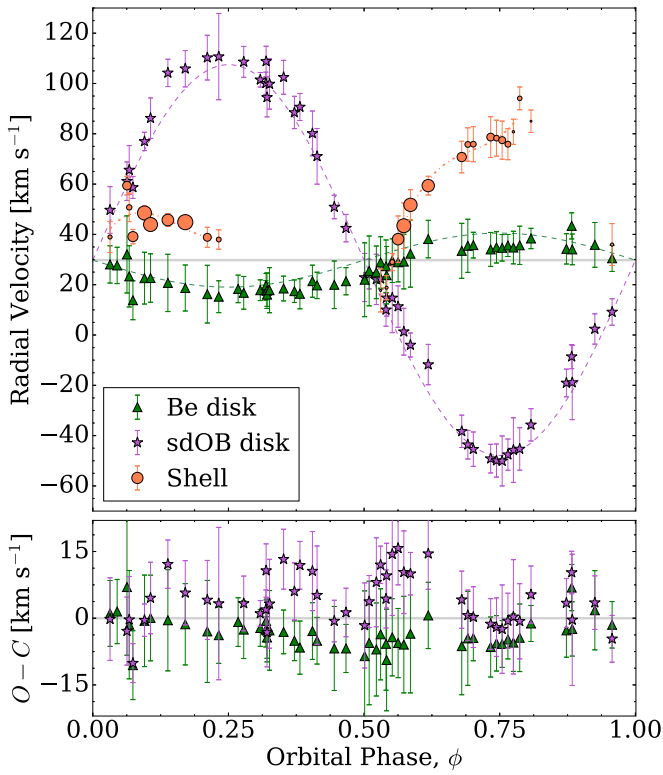 120
100
80
60
40
20
0
−20
−40
−60
Radial Velocity [km s⁻¹]
Be disk
sdOB disk
Shell
15
0
−15
O − C [km s⁻¹]
0.00 0.25 0.50 0.75 1.00
Orbital Phase, ϕ